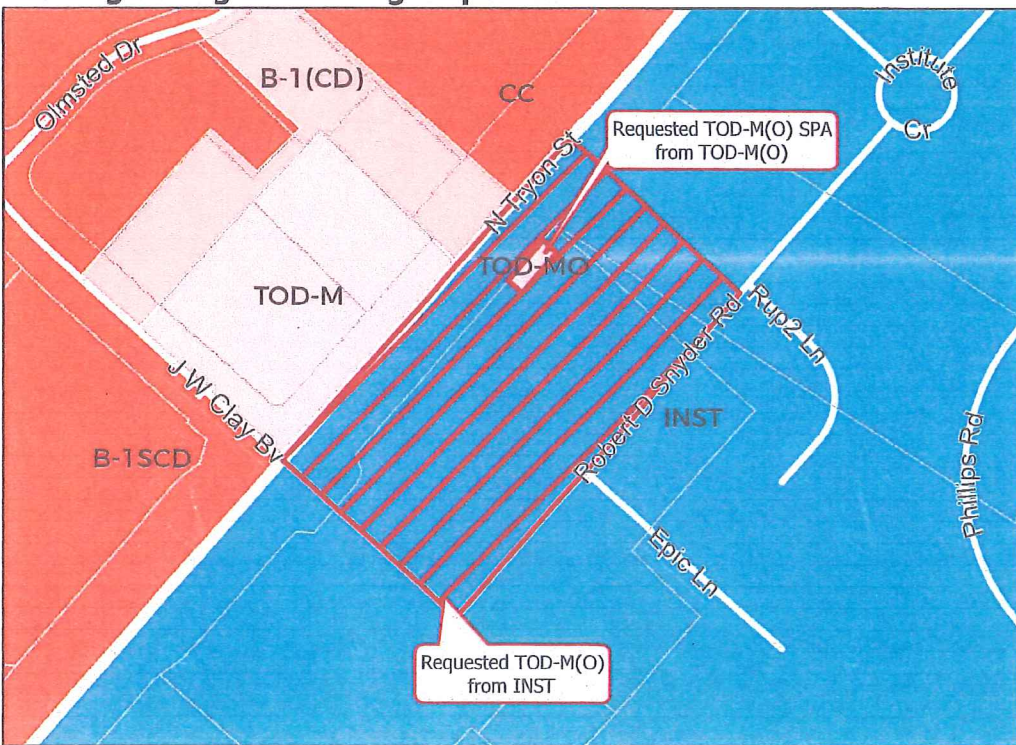 Olmsted Dr
B-1(CD)
CC
Institute
Cr
Requested TOD-M(O) SPA
from TOD-M(O)
N Tryon St
TOD-MO
TOD-M
Rup2 Ln
Robert D Snyder Rd
J W Clay Bv
INST
B-1SCD
Phillips Rd
Epic Ln
Requested TOD-M(O)
from INST